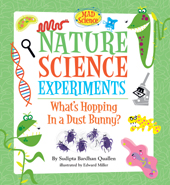 MAD Science
NATURE
SCIENCE
EXPERIMENTS
What's Hopping
In a Dust Bunny?
By Sudipta Bardhan-Quallen
illustrated by Edward Miller